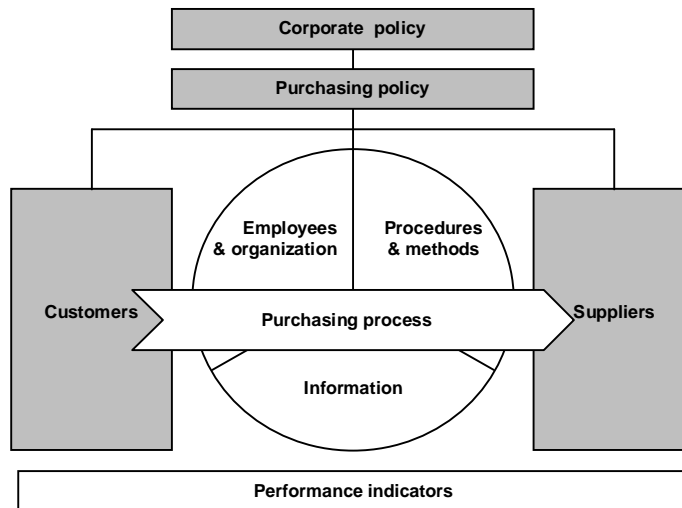 Corporate policy
Purchasing policy
Employees
& organization
Procedures
& methods
Customers
Purchasing process
Suppliers
Information
Performance indicators